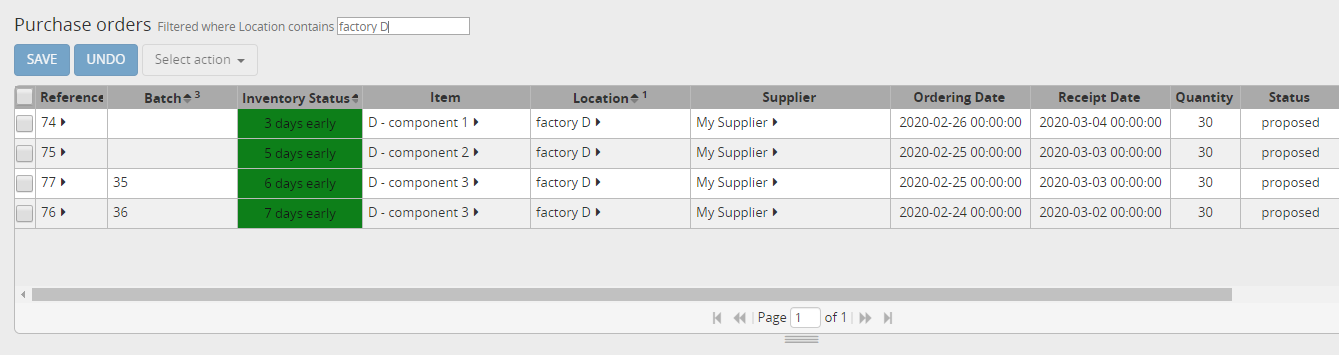 Purchase orders Filtered where Location contains factory D
SAVE UNDO Select action
Reference Batch 3 Inventory Status Item Location 1 Supplier Ordering Date Receipt Date Quantity Status
74 3 days early D - component 1 factory D My Supplier 2020-02-26 00:00:00 2020-03-04 00:00:00 30 proposed
75 5 days early D - component 2 factory D My Supplier 2020-02-25 00:00:00 2020-03-03 00:00:00 30 proposed
77 35 6 days early D - component 3 factory D My Supplier 2020-02-25 00:00:00 2020-03-03 00:00:00 30 proposed
76 36 7 days early D - component 3 factory D My Supplier 2020-02-24 00:00:00 2020-03-02 00:00:00 30 proposed
Page 1 of 1